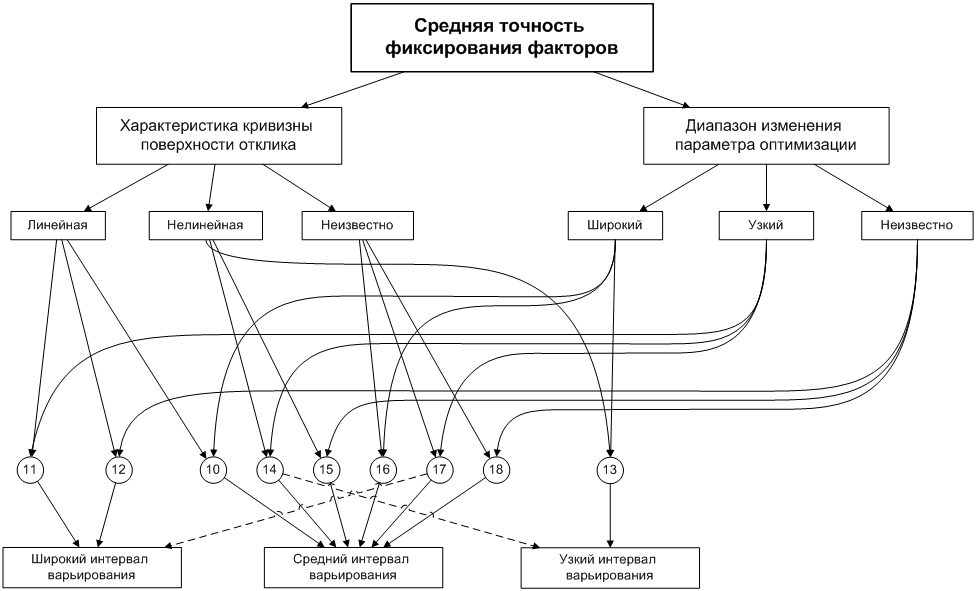 Средняя точность
фиксирования факторов
Характеристика кривизны
поверхности отклика
Диапазон изменения
параметра оптимизации
Линейная
Нелинейная
Неизвестно
Широкий
Узкий
Неизвестно
11
12
10
14
15
16
17
18
13
Широкий интервал
варьирования
Средний интервал
варьирования
Узкий интервал
варьирования